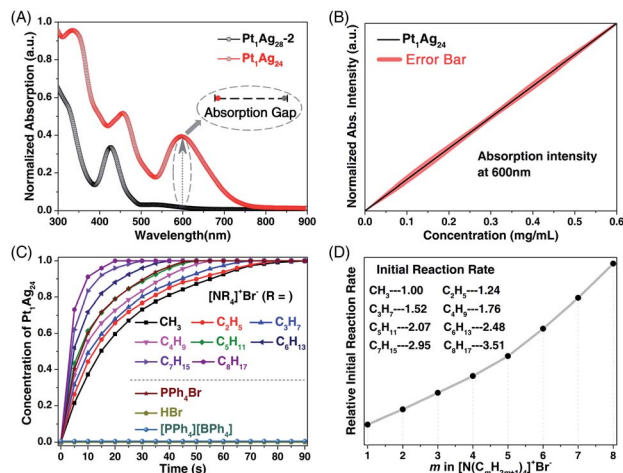 (A)
1.0
0.8
0.6
0.4
0.2
0.0
Normalized Absorption (a.u.)
Pt₁Ag₂₈-2
Pt₁Ag₂₄
Absorption Gap
300 400 500 600 700 800 900
Wavelength(nm)
(B)
Normalized Abs. Intensity (a.u.)
Pt₁Ag₂₄
Error Bar
Absorption intensity
at 600nm
0.0 0.1 0.2 0.3 0.4 0.5 0.6
Concentration (mg/mL)
(C)
1.0
0.8
0.6
0.4
0.2
0.0
Concentration of Pt₁Ag₂₄
[NR₄]⁺Br⁻ (R = )
CH₃ C₂H₅ C₃H₇
C₄H₉ C₅H₁₁ C₆H₁₃
C₇H₁₅ C₈H₁₇
PPh₄Br
HBr
[PPh₄][BPh₄]
0 10 20 30 40 50 60 70 80 90
Time (s)
(D)
Relative Initial Reaction Rate
Initial Reaction Rate
CH₃---1.00 C₂H₅---1.24
C₃H₇---1.52 C₄H₉---1.76
C₅H₁₁---2.07 C₆H₁₃---2.48
C₇H₁₅---2.95 C₈H₁₇---3.51
1 2 3 4 5 6 7 8
m in [N(CₘH₂ₘ₊₁)₄]⁺Br⁻